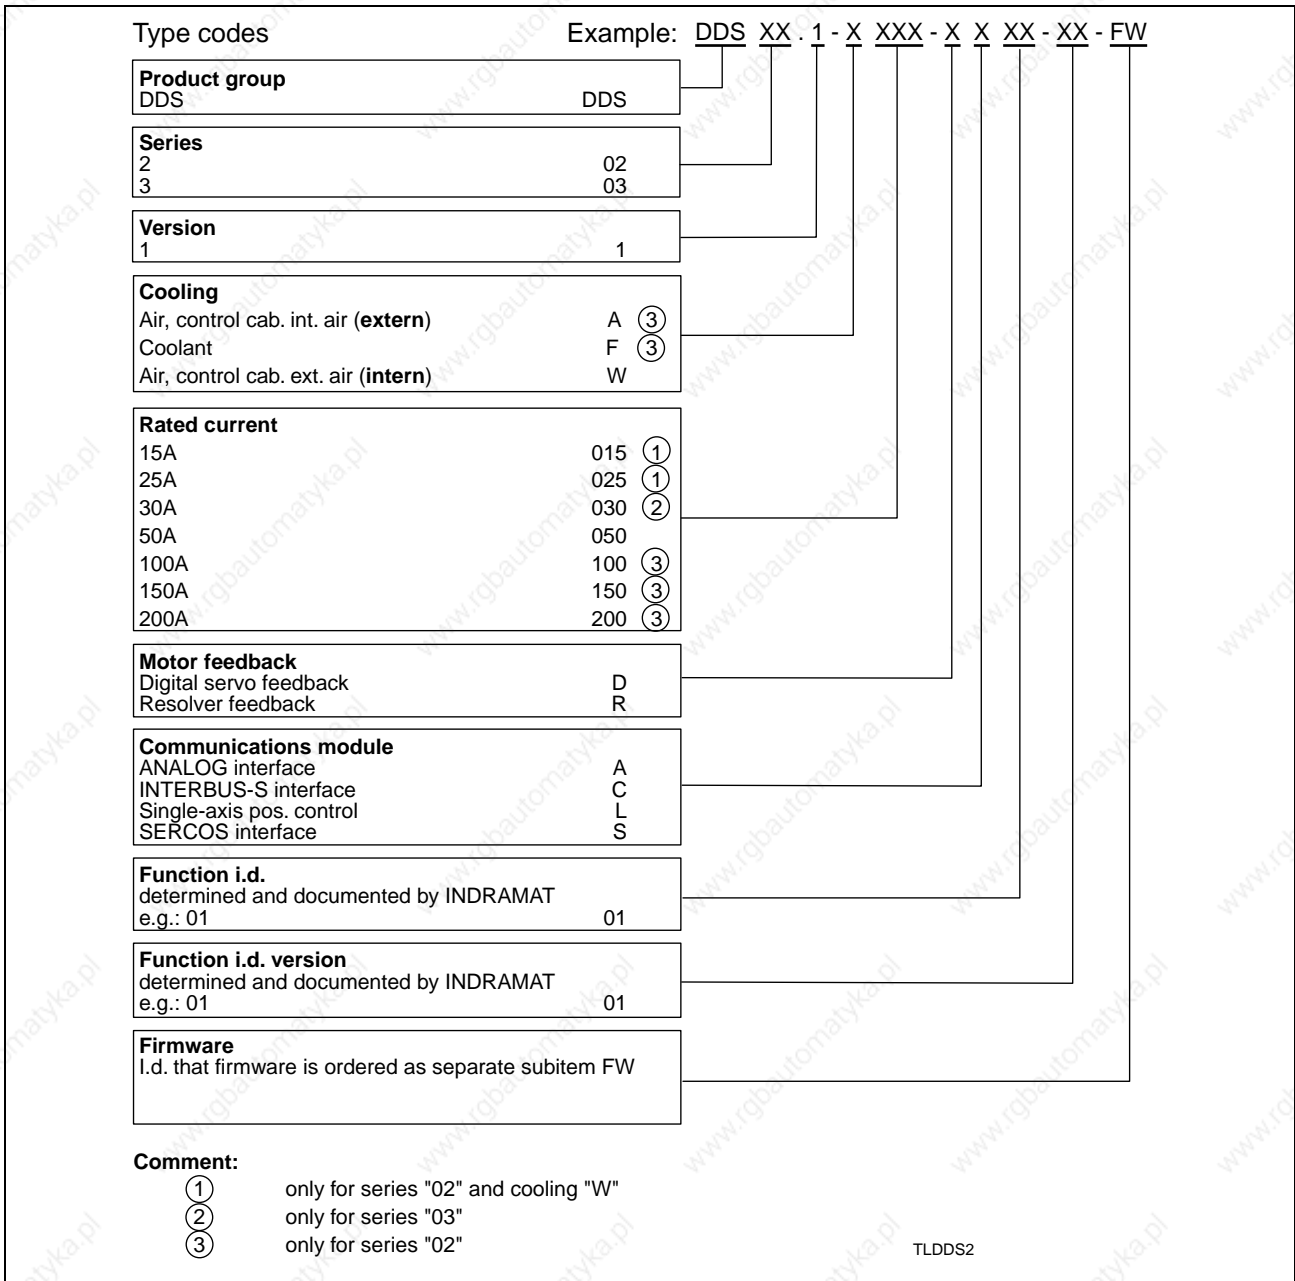 Type codes Example: DDS XX . 1 - X XXX - X X XX - XX - FW
Product group
DDS DDS
Series
2 02
3 03
Version
1 1
Cooling
Air, control cab. int. air (extern) A 3
Coolant F 3
Air, control cab. ext. air (intern) W
Rated current
15A 015 1
25A 025 1
30A 030 2
50A 050
100A 100 3
150A 150 3
200A 200 3
Motor feedback
Digital servo feedback D
Resolver feedback R
Communications module
ANALOG interface A
INTERBUS-S interface C
Single-axis pos. control L
SERCOS interface S
Function i.d.
determined and documented by INDRAMAT
e.g.: 01 01
Function i.d. version
determined and documented by INDRAMAT
e.g.: 01 01
Firmware
I.d. that firmware is ordered as separate subitem FW
Comment:
1 only for series "02" and cooling "W"
2 only for series "03"
3 only for series "02"
TLDDS2
www.rgbautomatyka.pl